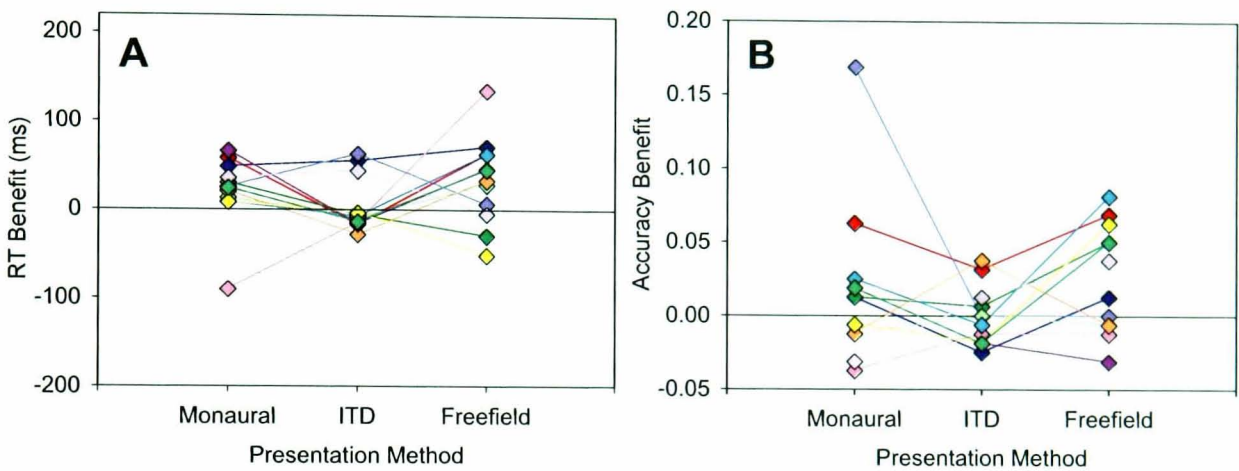 A
RT Benefit (ms)
200
100
0
-100
-200
Monaural ITD Freefield
Presentation Method
B
Accuracy Benefit
0.20
0.15
0.10
0.05
0.00
-0.05
Monaural ITD Freefield
Presentation Method